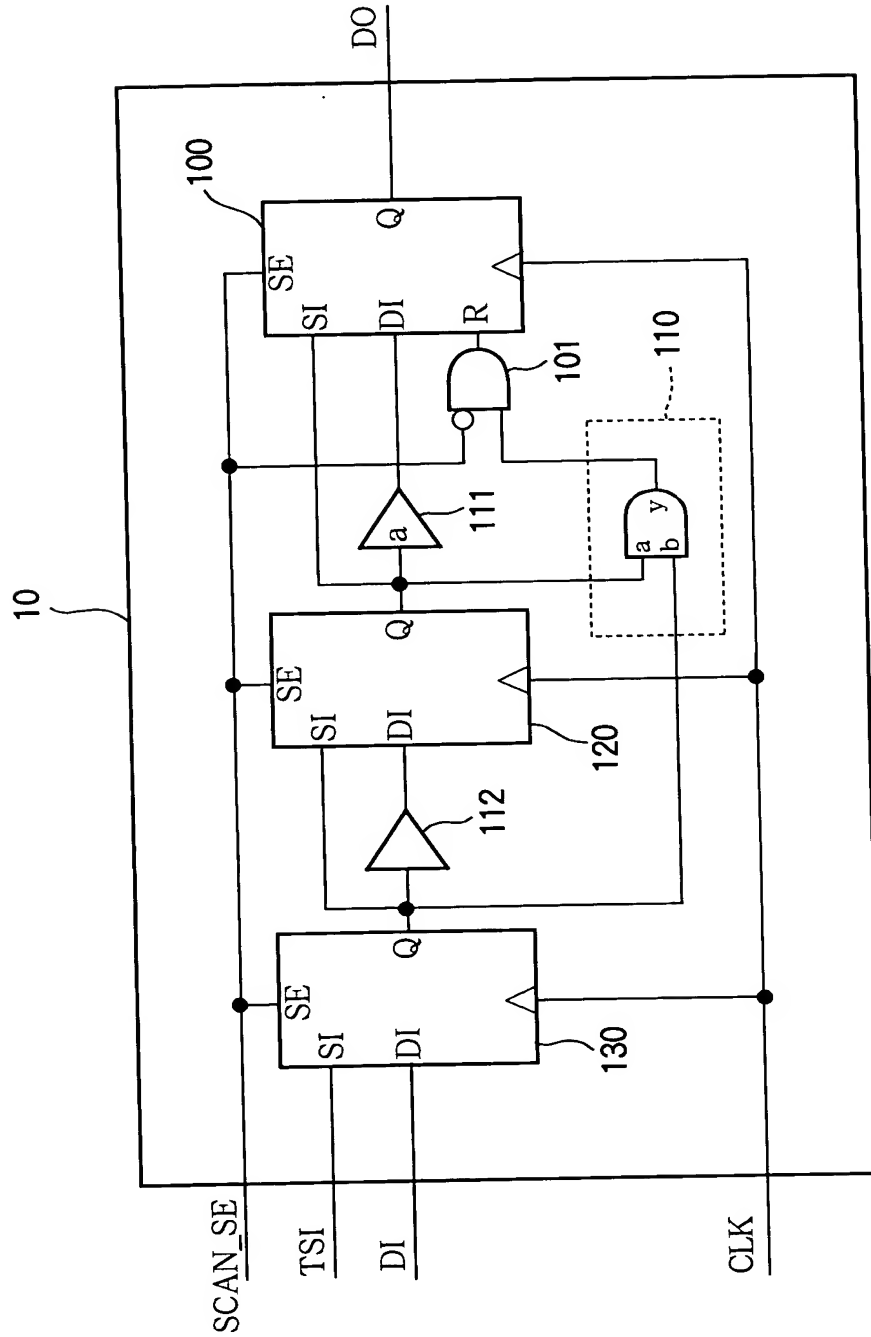 10
SCAN_SE
TSI
DI
CLK
DO
SE
SI
DI
Q
130
112
SE
SI
DI
Q
120
a
111
a
b
y
110
101
SE
SI
DI
R
Q
100